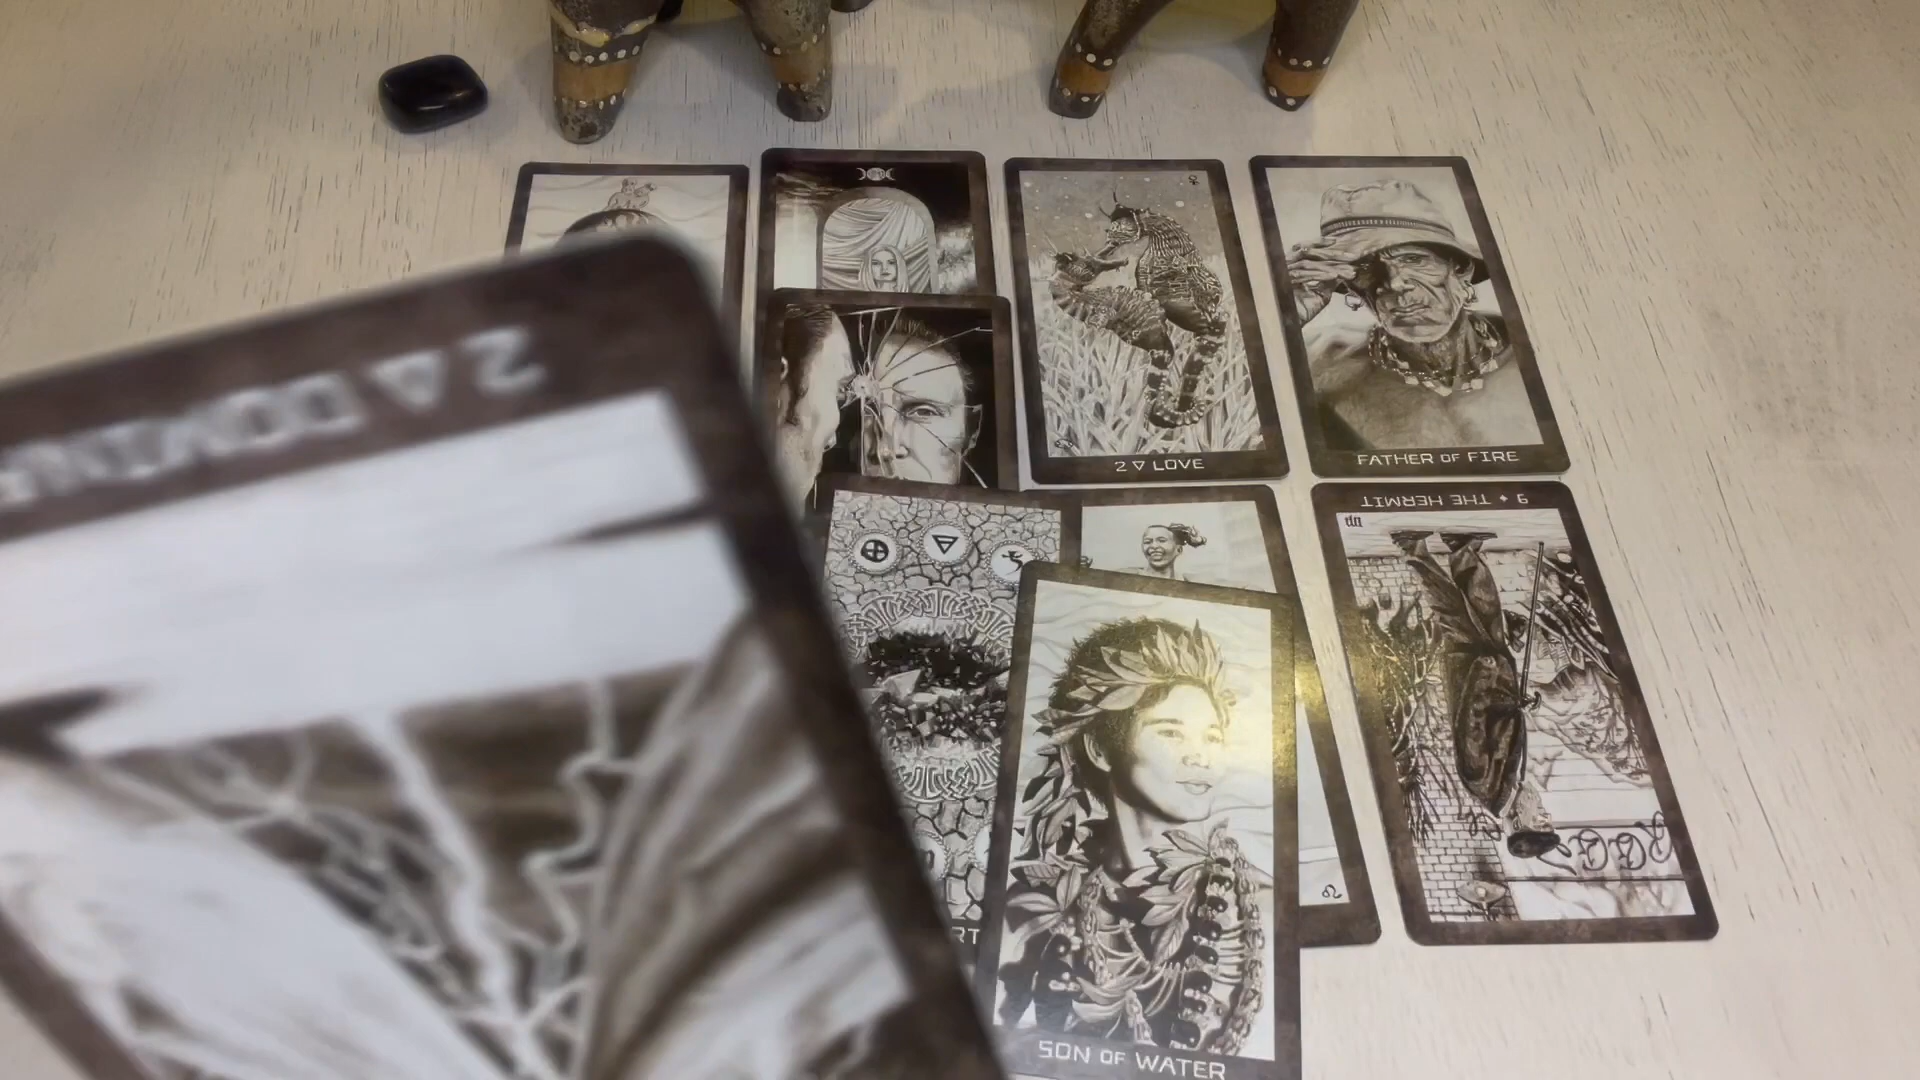 2 ▽ LOVE
FATHER OF FIRE
9 ✦ THE HERMIT
SON OF WATER